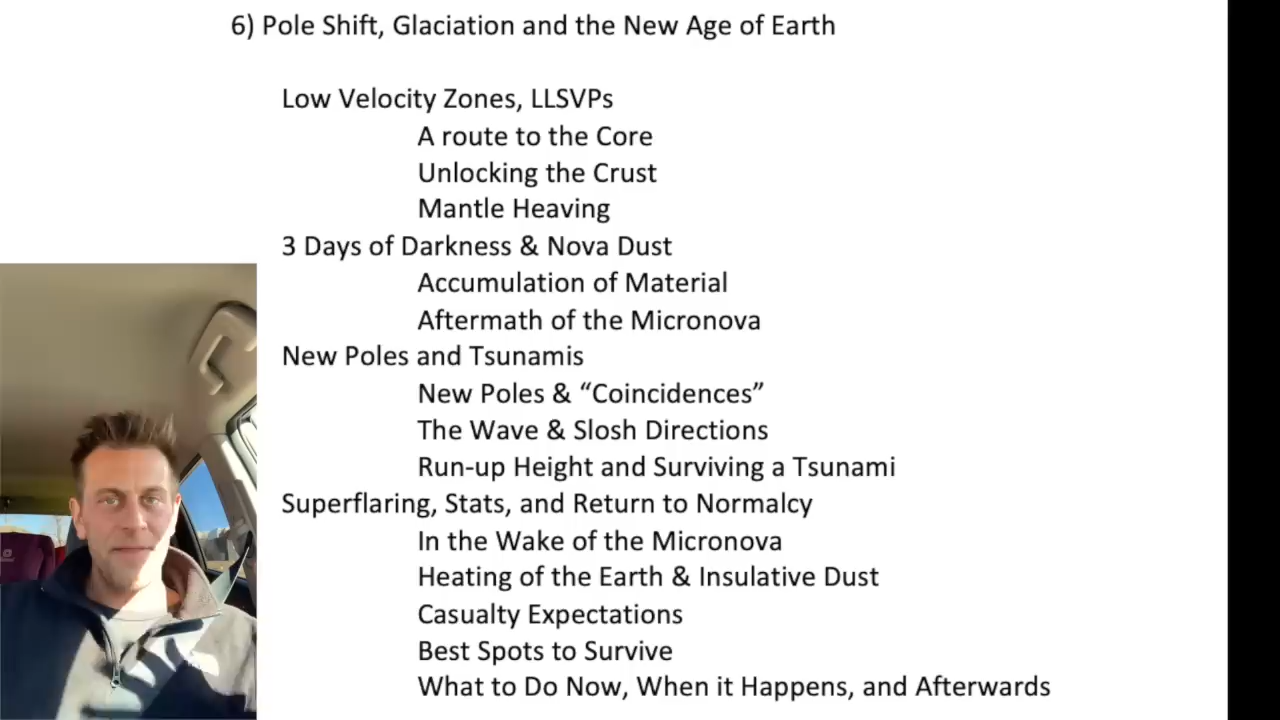 6) Pole Shift, Glaciation and the New Age of Earth
Low Velocity Zones, LLSVPs
A route to the Core
Unlocking the Crust
Mantle Heaving
3 Days of Darkness & Nova Dust
Accumulation of Material
Aftermath of the Micronova
New Poles and Tsunamis
New Poles & “Coincidences”
The Wave & Slosh Directions
Run-up Height and Surviving a Tsunami
Superflaring, Stats, and Return to Normalcy
In the Wake of the Micronova
Heating of the Earth & Insulative Dust
Casualty Expectations
Best Spots to Survive
What to Do Now, When it Happens, and Afterwards